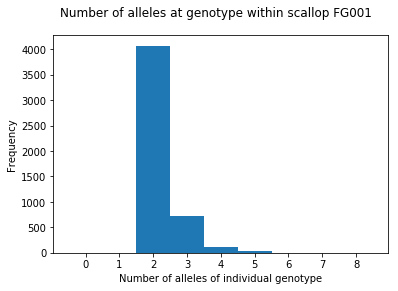 Number of alleles at genotype within scallop FG001
4000
3500
3000
2500
2000
1500
1000
500
0
Frequency
0 1 2 3 4 5 6 7 8
Number of alleles of individual genotype